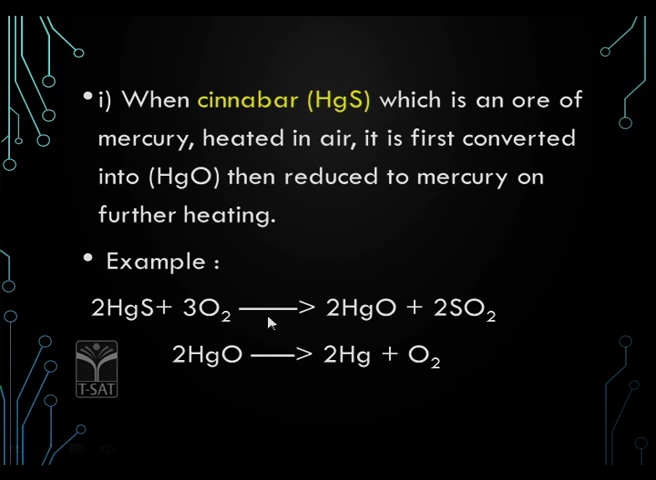 • i) When cinnabar (HgS) which is an ore of
mercury, heated in air, it is first converted
into (HgO) then reduced to mercury on
further heating.
• Example :
2HgS+ 3O₂ ———> 2HgO + 2SO₂
2HgO ——> 2Hg + O₂
T-SAT